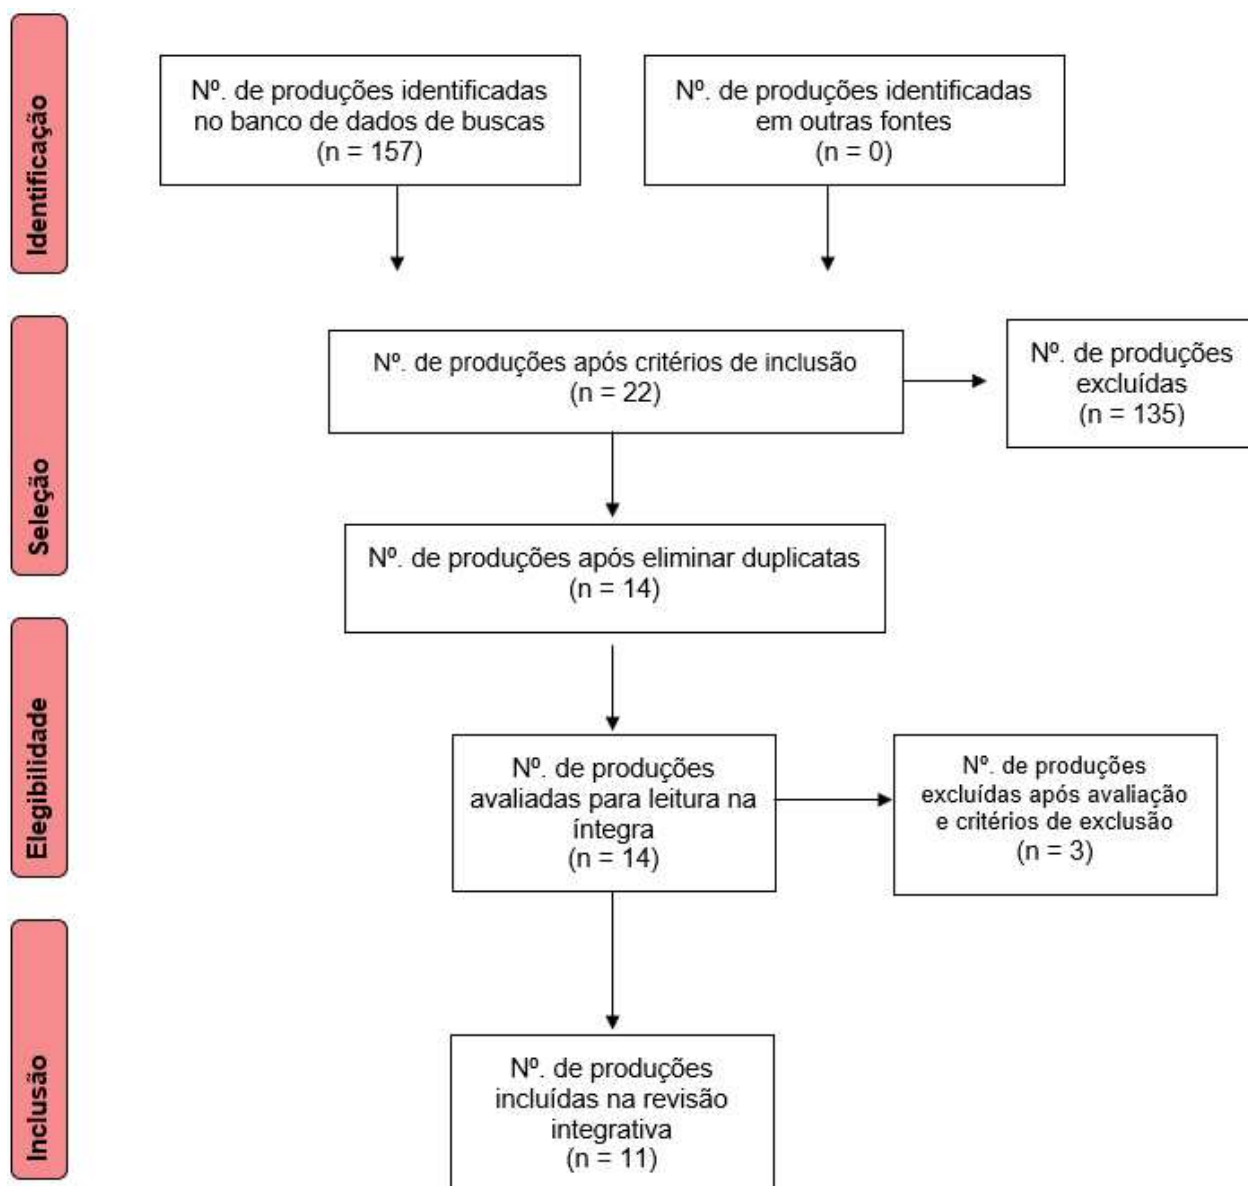 Identificação
Nº. de produções identificadas
no banco de dados de buscas
(n = 157)
Nº. de produções identificadas
em outras fontes
(n = 0)
Seleção
Nº. de produções após critérios de inclusão
(n = 22)
Nº. de produções
excluídas
(n = 135)
Nº. de produções após eliminar duplicatas
(n = 14)
Elegibilidade
Nº. de produções
avaliadas para leitura na
íntegra
(n = 14)
Nº. de produções
excluídas após avaliação
e critérios de exclusão
(n = 3)
Inclusão
Nº. de produções
incluídas na revisão
integrativa
(n = 11)